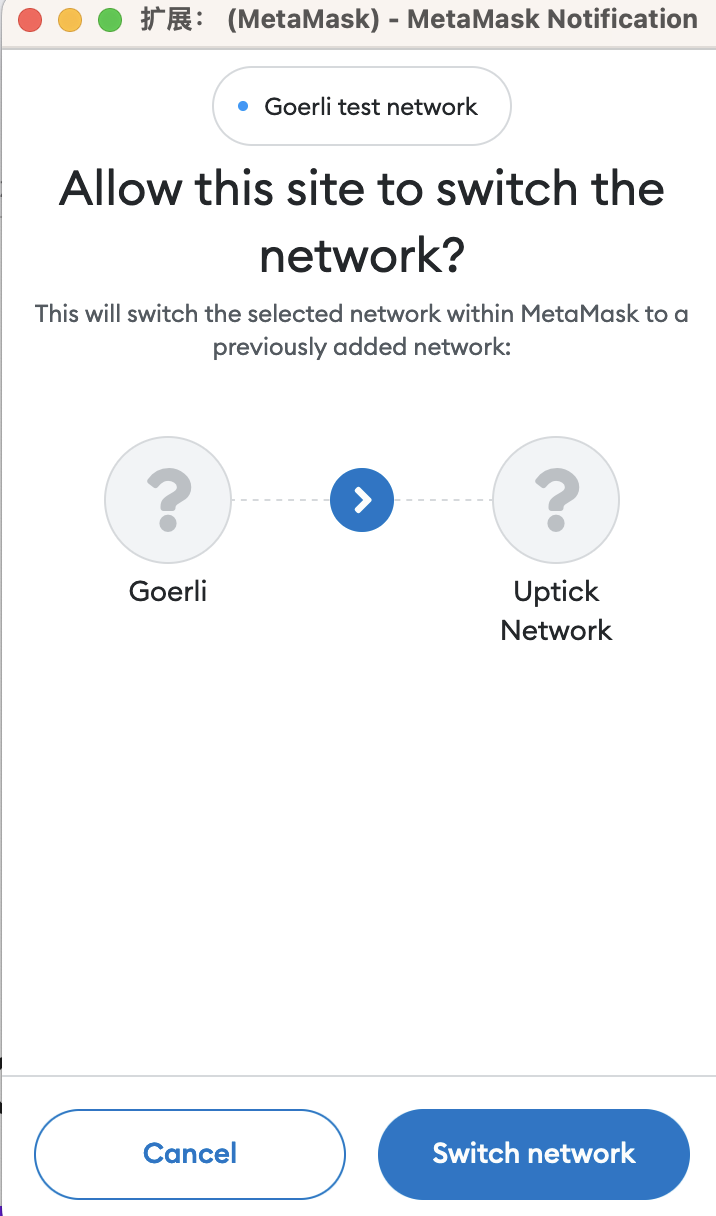 扩展： (MetaMask) - MetaMask Notification
Goerli test network
Allow this site to switch the
network?
This will switch the selected network within MetaMask to a
previously added network:
?
?
Goerli
Uptick
Network
Cancel
Switch network